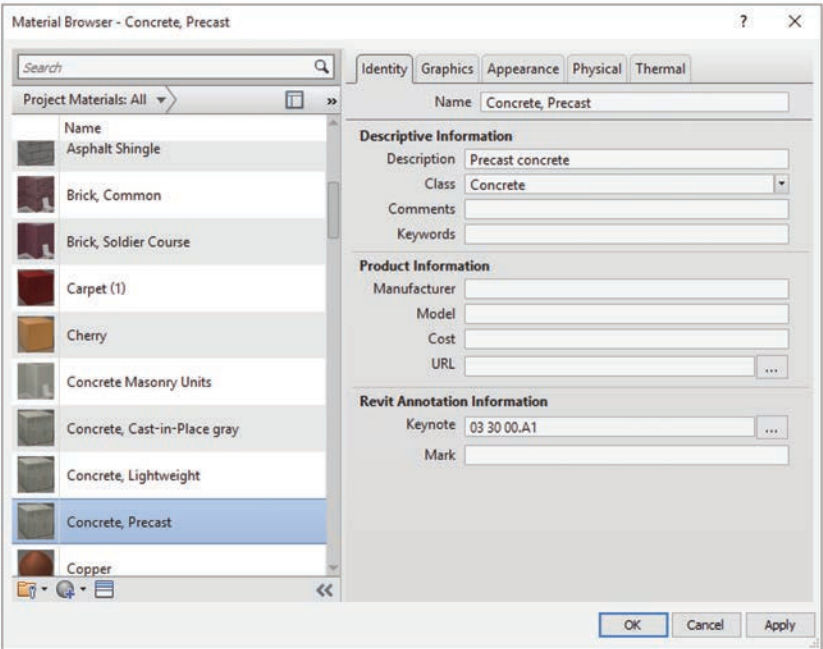 Material Browser - Concrete, Precast
? X
Search
Project Materials: All
»
Name
Asphalt Shingle
Brick, Common
Brick, Soldier Course
Carpet (1)
Cherry
Concrete Masonry Units
Concrete, Cast-in-Place gray
Concrete, Lightweight
Concrete, Precast
Copper
«
Identity Graphics Appearance Physical Thermal
Name Concrete, Precast
Descriptive Information
Description Precast concrete
Class Concrete
Comments
Keywords
Product Information
Manufacturer
Model
Cost
URL ...
Revit Annotation Information
Keynote 03 30 00.A1 ...
Mark
OK Cancel Apply